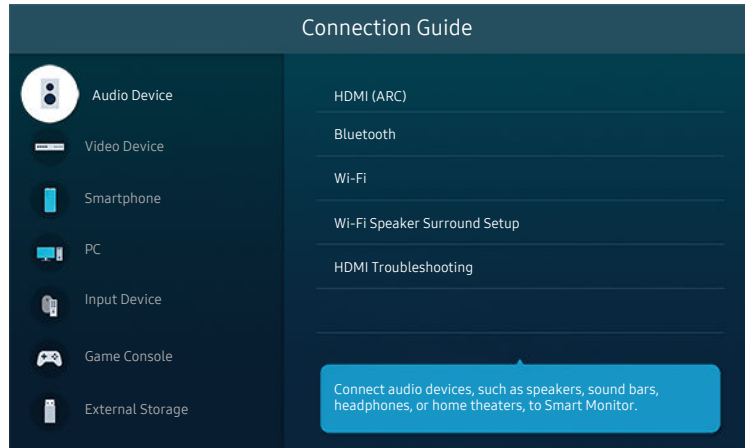 Connection Guide
Audio Device
Video Device
Smartphone
PC
Input Device
Game Console
External Storage
HDMI (ARC)
Bluetooth
Wi-Fi
Wi-Fi Speaker Surround Setup
HDMI Troubleshooting
Connect audio devices, such as speakers, sound bars,
headphones, or home theaters, to Smart Monitor.